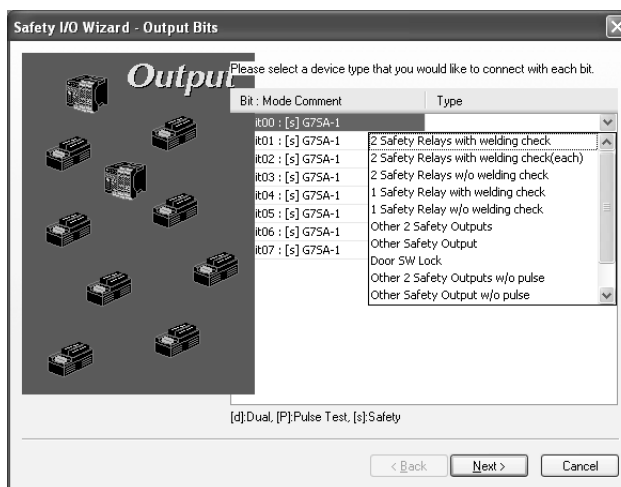 Safety I/O Wizard - Output Bits
Output
Please select a device type that you would like to connect with each bit.
Bit : Mode Comment Type
it00 : [s] G7SA-1
it01 : [s] G7SA-1
it02 : [s] G7SA-1
it03 : [s] G7SA-1
it04 : [s] G7SA-1
it05 : [s] G7SA-1
it06 : [s] G7SA-1
it07 : [s] G7SA-1
2 Safety Relays with welding check
2 Safety Relays with welding check(each)
2 Safety Relays w/o welding check
1 Safety Relay with welding check
1 Safety Relay w/o welding check
Other 2 Safety Outputs
Other Safety Output
Door SW Lock
Other 2 Safety Outputs w/o pulse
Other Safety Output w/o pulse
[d]:Dual, [P]:Pulse Test, [s]:Safety
< Back Next > Cancel